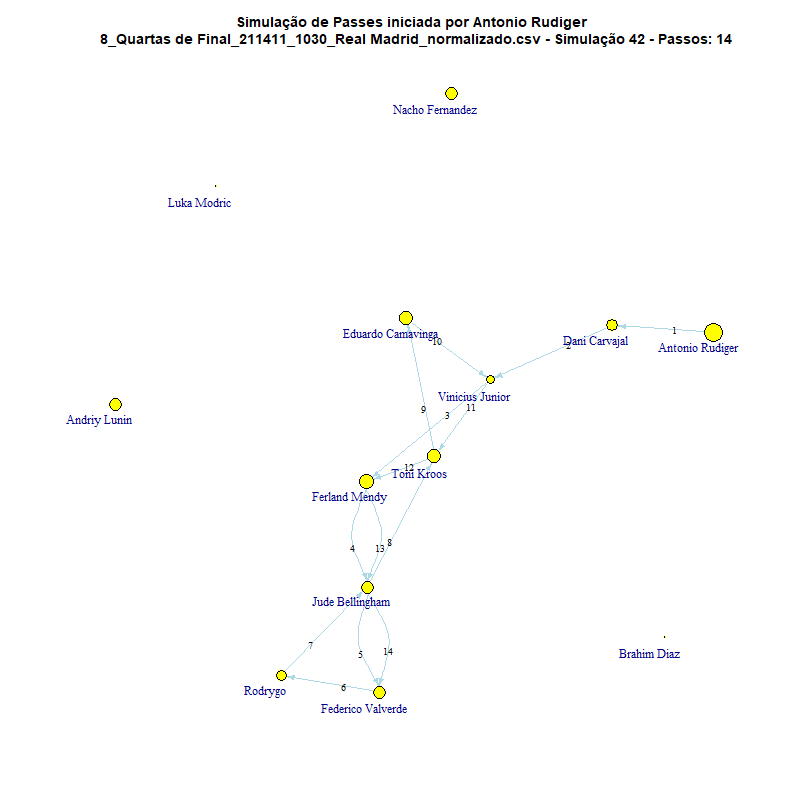 Simulação de Passes iniciada por Antonio Rudiger
8_Quartas de Final_211411_1030_Real Madrid_normalizado.csv - Simulação 42 - Passos: 14
Nacho Fernandez
Luka Modric
Eduardo Camavinga
10
2
Dani Carvajal
1
Antonio Rudiger
Vinicius Junior
Andriy Lunin
9
3
11
Toni Kroos
12
Ferland Mendy
4
13
8
Jude Bellingham
7
5
14
Brahim Diaz
Rodrygo
6
Federico Valverde